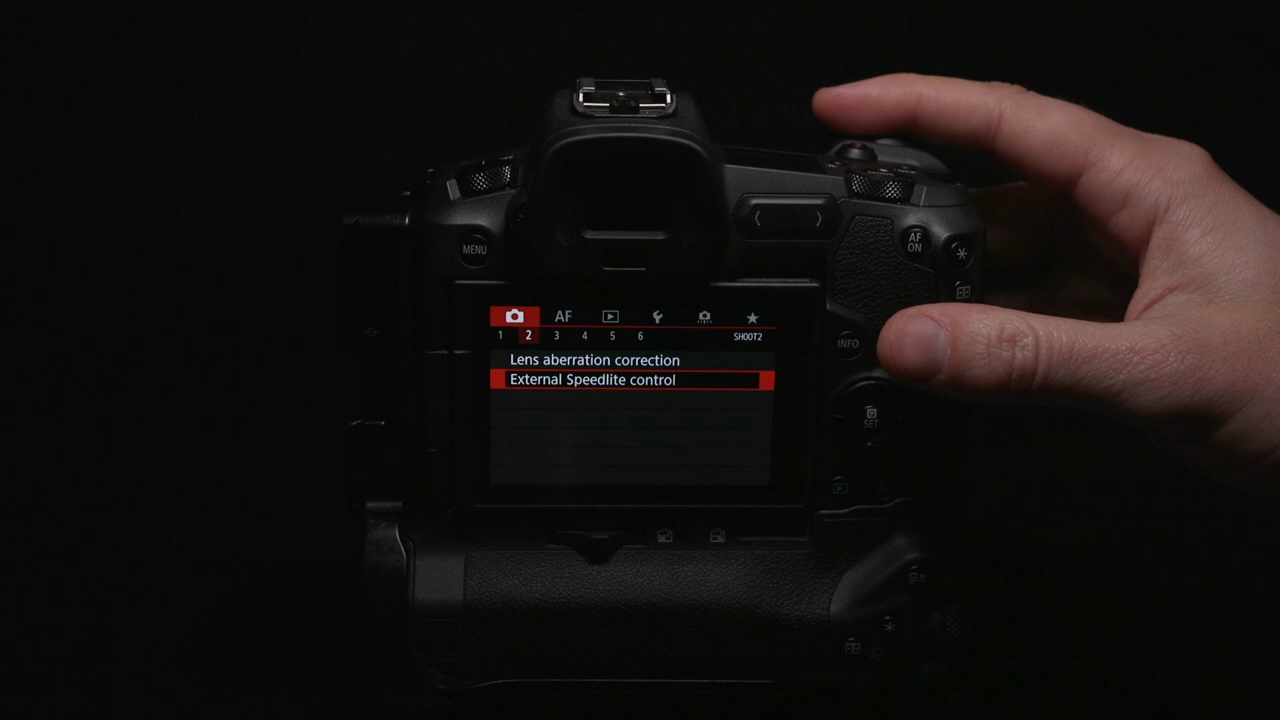 MENU
AF
ON
AF
1 2 3 4 5 6 SHOOT2
INFO
Lens aberration correction
External Speedlite control
SET